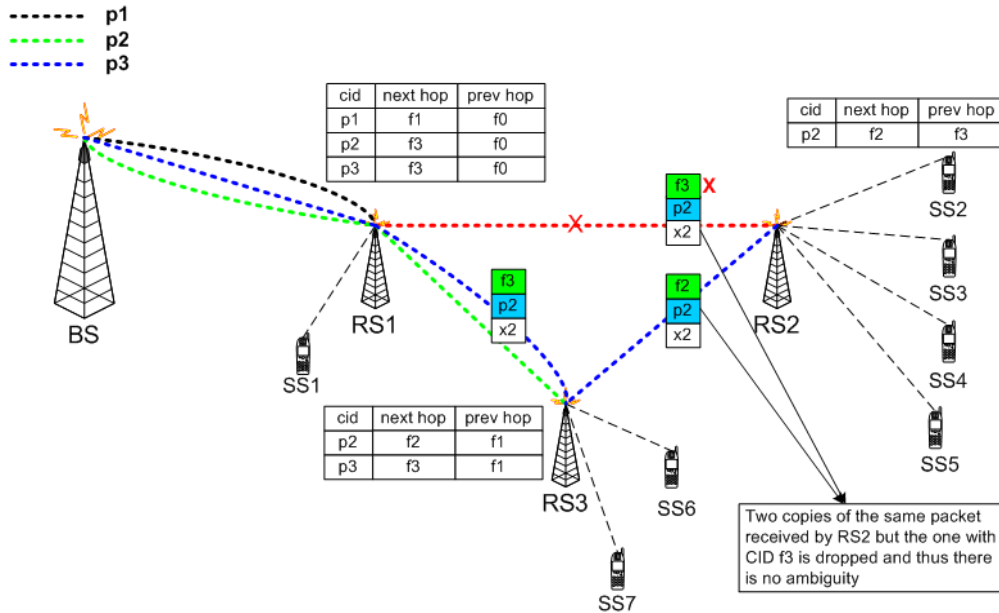 p1
p2
p3
cid next hop prev hop
p1 f1 f0
p2 f3 f0
p3 f3 f0
cid next hop prev hop
p2 f2 f3
f3 X
p2
x2
X
f3
p2
x2
f2
p2
x2
BS
RS1
RS2
RS3
SS1
SS2
SS3
SS4
SS5
SS6
SS7
cid next hop prev hop
p2 f2 f1
p3 f3 f1
Two copies of the same packet
received by RS2 but the one with
CID f3 is dropped and thus there
is no ambiguity